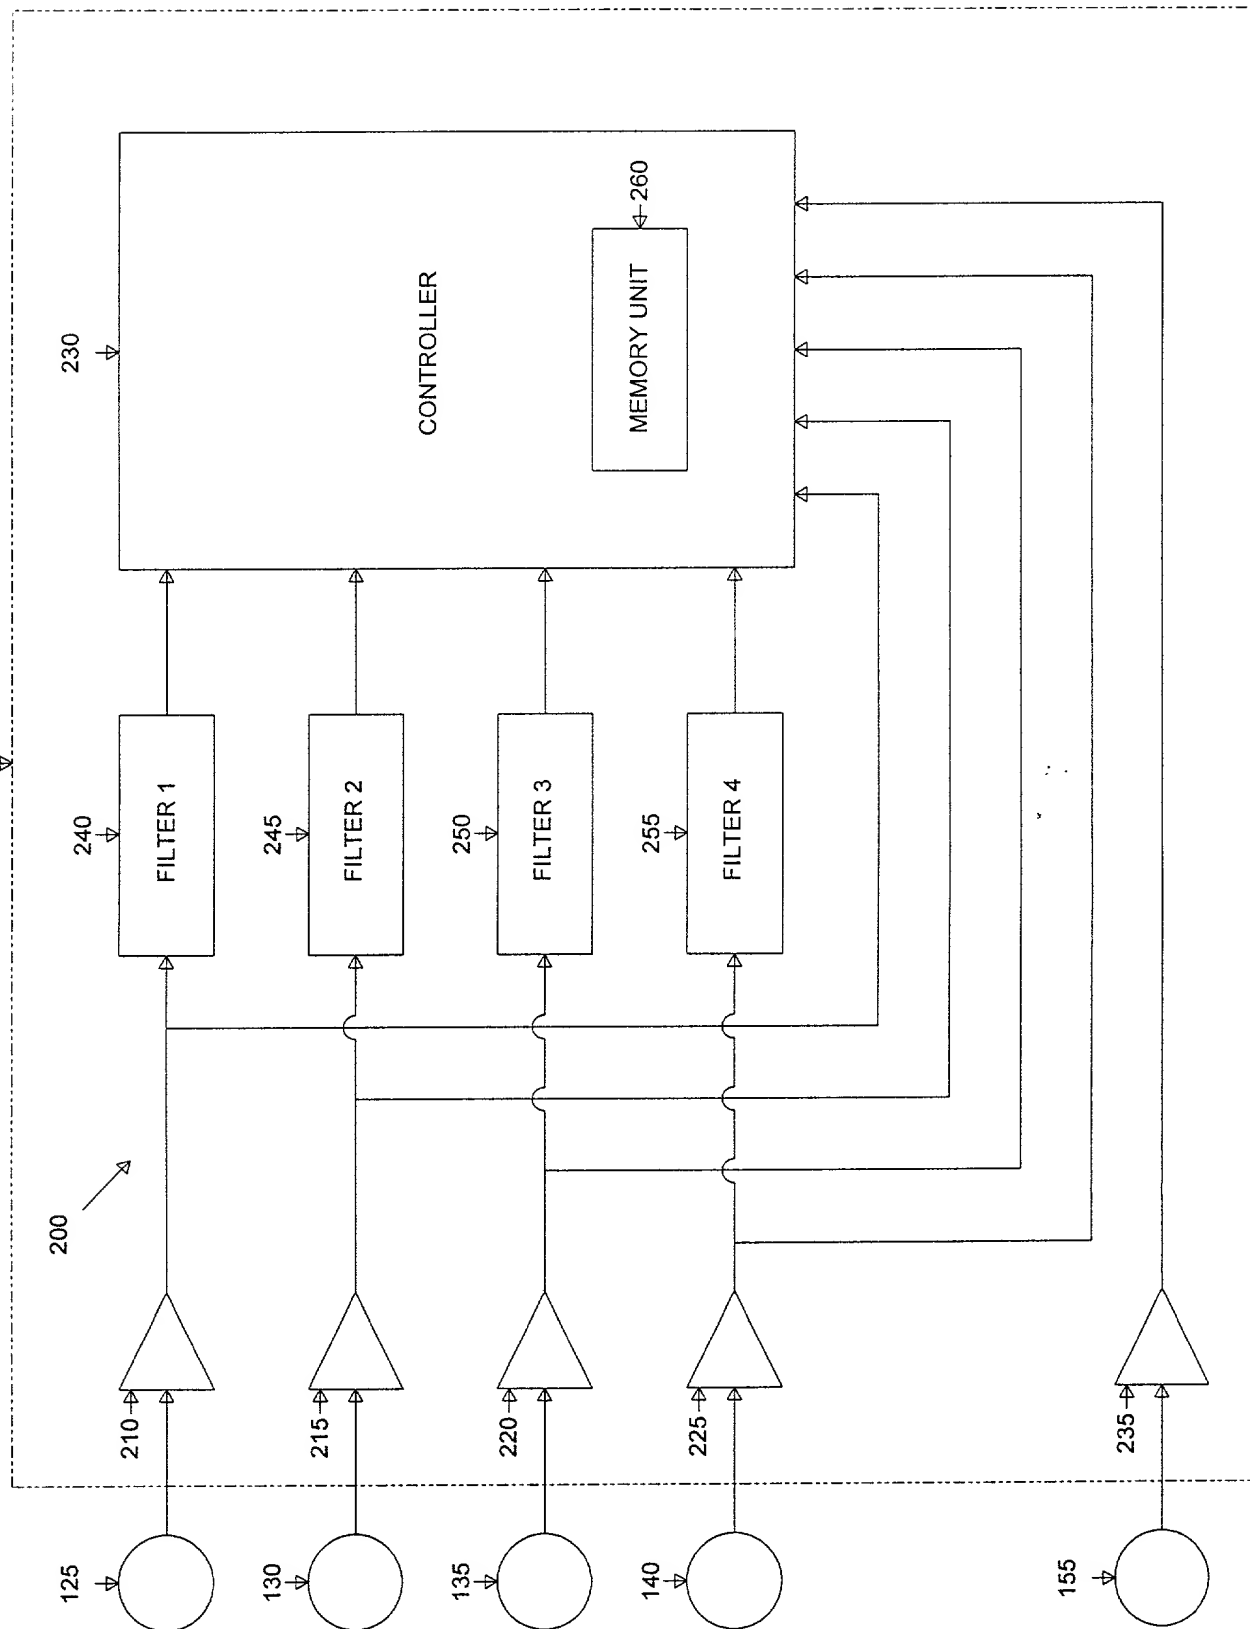 230
CONTROLLER
MEMORY UNIT
260
240
FILTER 1
245
FILTER 2
250
FILTER 3
255
FILTER 4
200
210
215
220
225
235
125
130
135
140
155